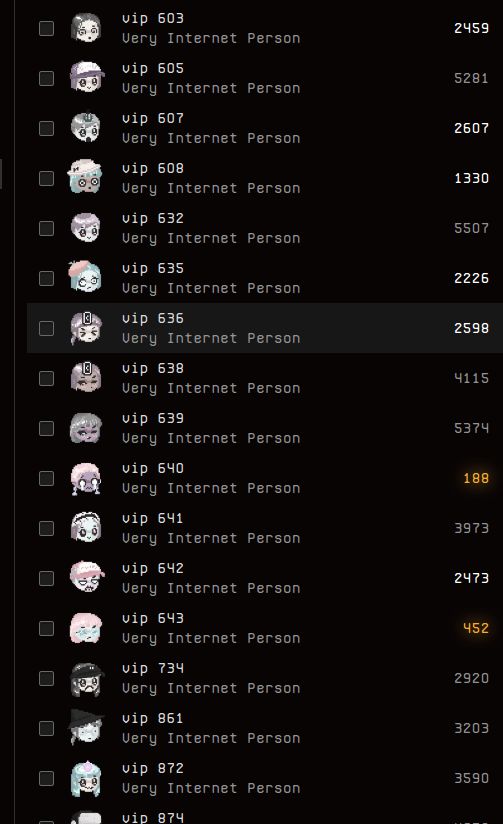 vip 603
Very Internet Person
2459
vip 605
Very Internet Person
5281
vip 607
Very Internet Person
2607
vip 608
Very Internet Person
1330
vip 632
Very Internet Person
5507
vip 635
Very Internet Person
2226
vip 636
Very Internet Person
2598
vip 638
Very Internet Person
4115
vip 639
Very Internet Person
5374
vip 640
Very Internet Person
188
vip 641
Very Internet Person
3973
vip 642
Very Internet Person
2473
vip 643
Very Internet Person
452
vip 734
Very Internet Person
2920
vip 861
Very Internet Person
3203
vip 872
Very Internet Person
3590
vip 874